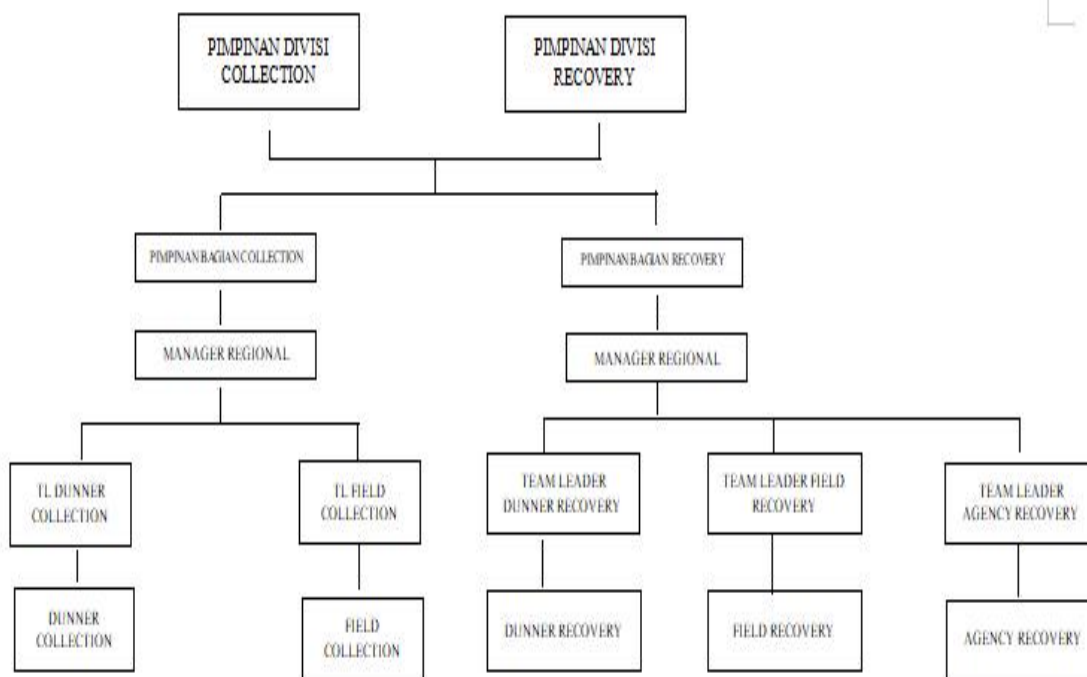 PIMPINAN DIVISI
COLLECTION
PIMPINAN DIVISI
RECOVERY
PIMPINAN BAGIAN COLLECTION
PIMPINAN BAGIAN RECOVERY
MANAGER REGIONAL
MANAGER REGIONAL
TL DUNNER
COLLECTION
TL FIELD
COLLECTION
TEAM LEADER
DUNNER RECOVERY
TEAM LEADER FIELD
RECOVERY
TEAM LEADER
AGENCY RECOVERY
DUNNER
COLLECTION
FIELD
COLLECTION
DUNNER RECOVERY
FIELD RECOVERY
AGENCY RECOVERY